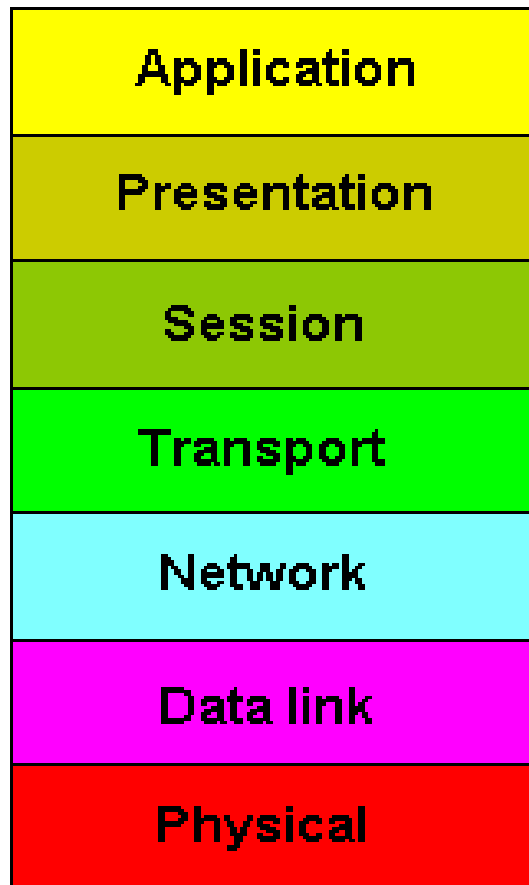 Application
Presentation
Session
Transport
Network
Data link
Physical